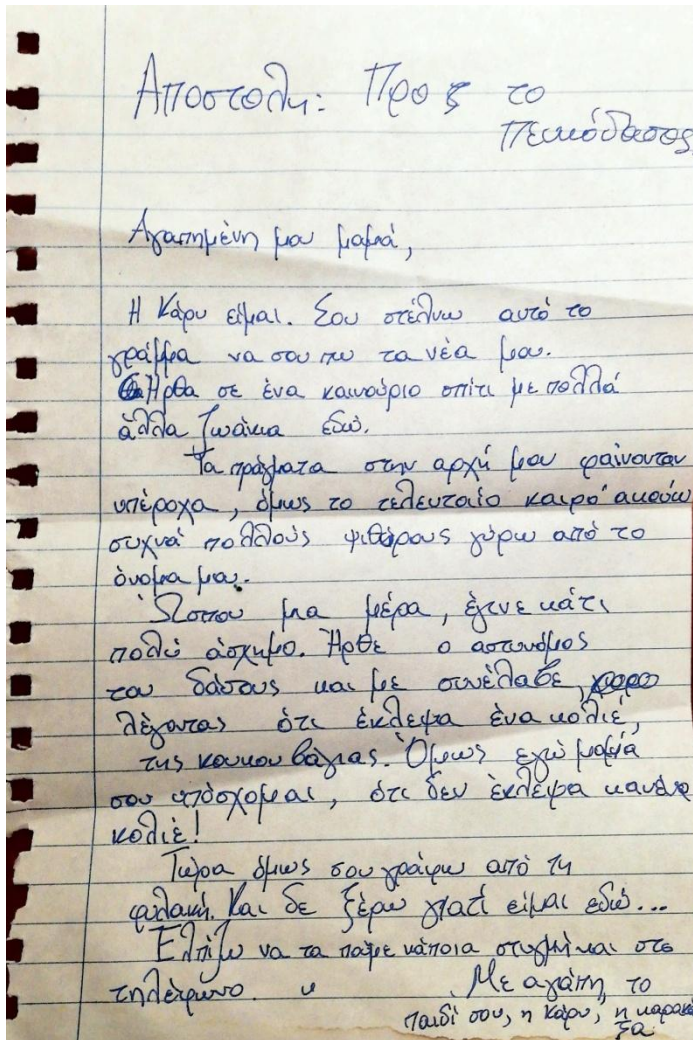 Αποστολη: Προς το
Πευκόδασος
Αγαπημένη μου μαμά,
Η Κάρυ είμαι. Σου στέλνω αυτό το
γράμμα να σου πω τα νέα μου.
Ήρθα σε ένα καινούριο σπίτι με πολλά
άλλα ζωάκια εδώ.
Τα πράγματα στην αρχή μου φαίνονταν
υπέροχα, όμως το τελευταίο καιρό ακούω
συχνά πολλούς ψιθύρους γύρω από το
όνομα μου.
Ώσπου μια μέρα, έγινε κάτι
πολύ άσχημο. Ήρθε ο αστυνόμος
του δάσους και με συνέλαβε,
λέγοντας ότι έκλεψα ένα κολιέ,
της κουκουβάγιας. Όμως εγώ μαμά
σου υπόσχομαι, ότι δεν έκλεψα κανένα
κολιέ!
Τώρα όμως σου γράφω από τη
φυλακή. Και δε ξέρω γιατί είμαι εδώ...
Ελπίζω να τα πούμε κάποια στιγμή και στο
τηλέφωνο. Με αγάπη, το
παιδί σου, η Κάρυ, η καρακά
ξα